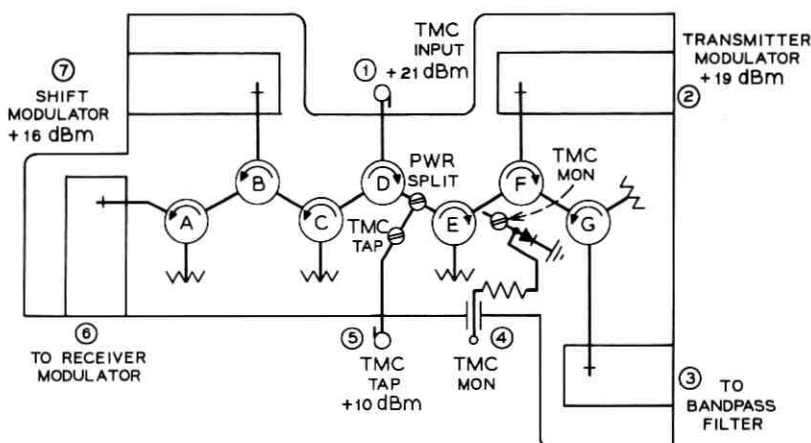 ①
TMC
INPUT
+21 dBm
TRANSMITTER
MODULATOR
+19 dBm
②
⑦
SHIFT
MODULATOR
+16 dBm
PWR
SPLIT
TMC
MON
A
B
C
D
E
F
G
TMC
TAP
⑥
TO RECEIVER
MODULATOR
⑤
TMC
TAP
+10 dBm
④
TMC
MON
③
TO
BANDPASS
FILTER